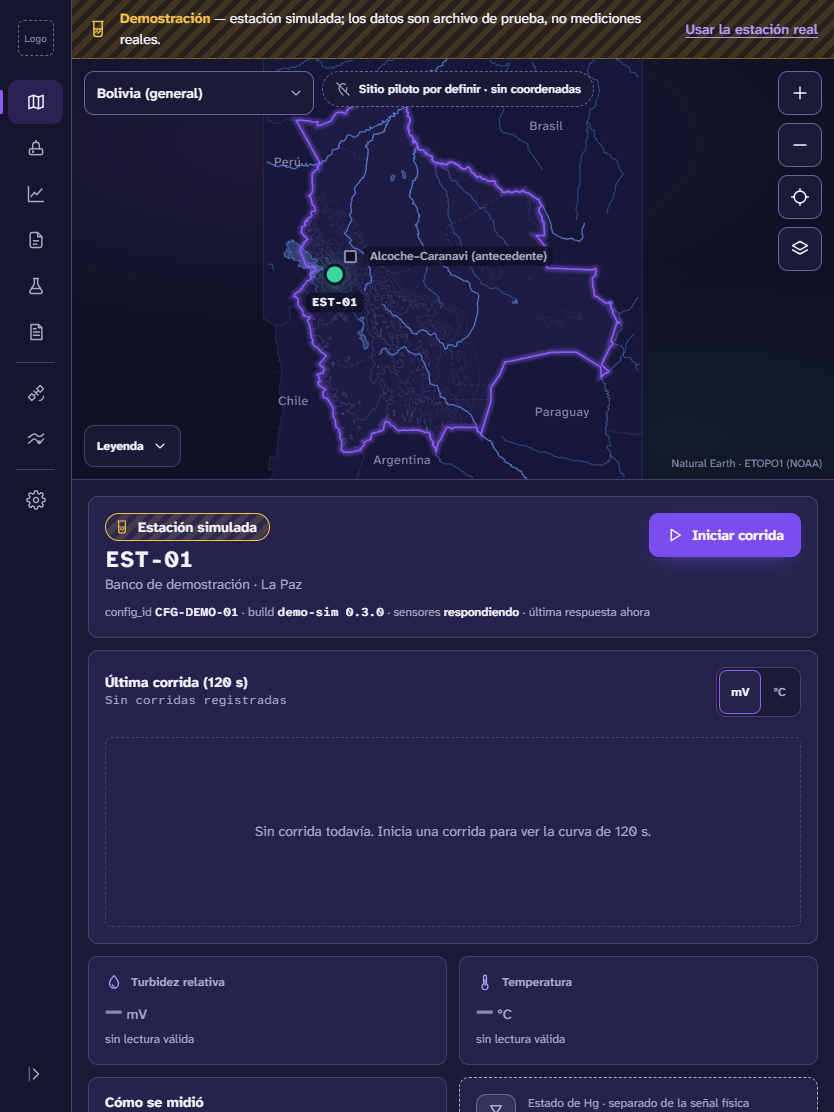 Logo
Demostración — estación simulada; los datos son archivo de prueba, no mediciones
reales.
Usar la estación real
Bolivia (general)
Sitio piloto por definir · sin coordenadas
Brasil
Perú
Alcoche–Caranavi (antecedente)
EST-01
Chile
Paraguay
Leyenda
Argentina
Natural Earth · ETOPO1 (NOAA)
Estación simulada
Iniciar corrida
EST-01
Banco de demostración · La Paz
config_id CFG-DEMO-01 · build demo-sim 0.3.0 · sensores respondiendo · última respuesta ahora
Última corrida (120 s)
Sin corridas registradas
mV
°C
Sin corrida todavía. Inicia una corrida para ver la curva de 120 s.
Turbidez relativa
— mV
sin lectura válida
Temperatura
— °C
sin lectura válida
Cómo se midió
Estado de Hg · separado de la señal física